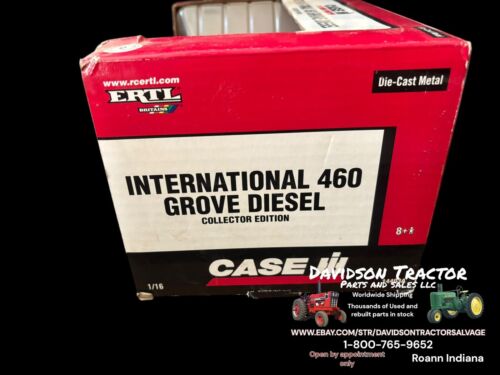 www.rcertl.com
ERTL
BRITAINS
Die-Cast Metal
INTERNATIONAL 460
GROVE DIESEL
COLLECTOR EDITION
8+
CASE IH
1/16
Davidson Tractor
Parts and Sales LLC
Worldwide Shipping
Thousands of Used and
rebuilt parts in stock
WWW.EBAY.COM/STR/DAVIDSONTRACTORSALVAGE
1-800-765-9652
Open by appointment
only
Roann Indiana